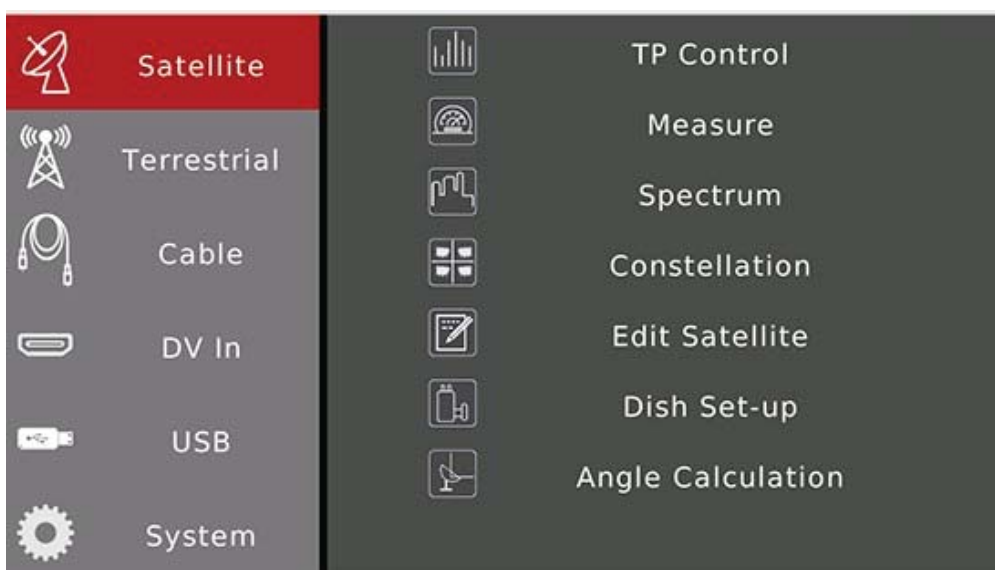 Satellite
Terrestrial
Cable
DV In
USB
System
TP Control
Measure
Spectrum
Constellation
Edit Satellite
Dish Set-up
Angle Calculation